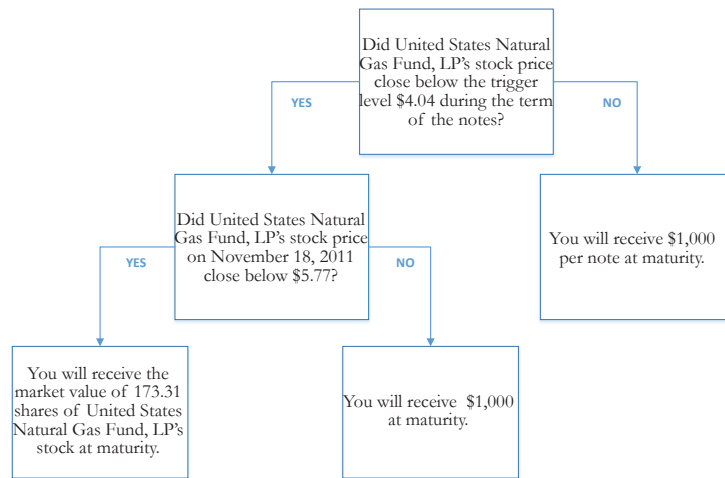 Did United States Natural
Gas Fund, LP's stock price
close below the trigger
level $4.04 during the term
of the notes?
YES
NO
Did United States Natural
Gas Fund, LP's stock price
on November 18, 2011
close below $5.77?
You will receive $1,000
per note at maturity.
YES
NO
You will receive the
market value of 173.31
shares of United States
Natural Gas Fund, LP's
stock at maturity.
You will receive $1,000
at maturity.